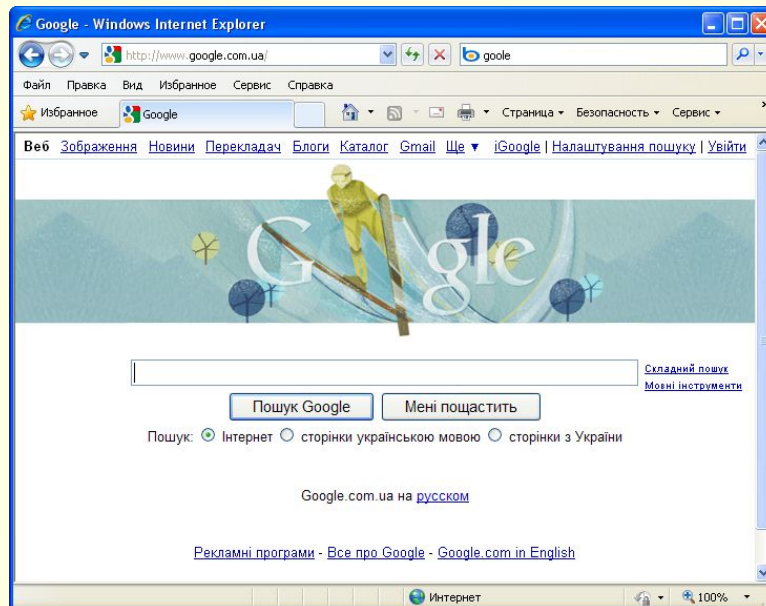 Google - Windows Internet Explorer
http://www.google.com.ua/ goole
Файл Правка Вид Избранное Сервис Справка
Избранное Google Страница Безопасность Сервис »
Веб Зображення Новини Перекладач Блоги Каталог Gmail Ще ▼ iGoogle | Налаштування пошуку | Увійти
Google
Складний пошук
Мовні інструменти
Пошук Google Мені пощастить
Пошук: Інтернет сторінки українською мовою сторінки з України
Google.com.ua на русском
Рекламні програми - Все про Google - Google.com in English
Интернет 100%